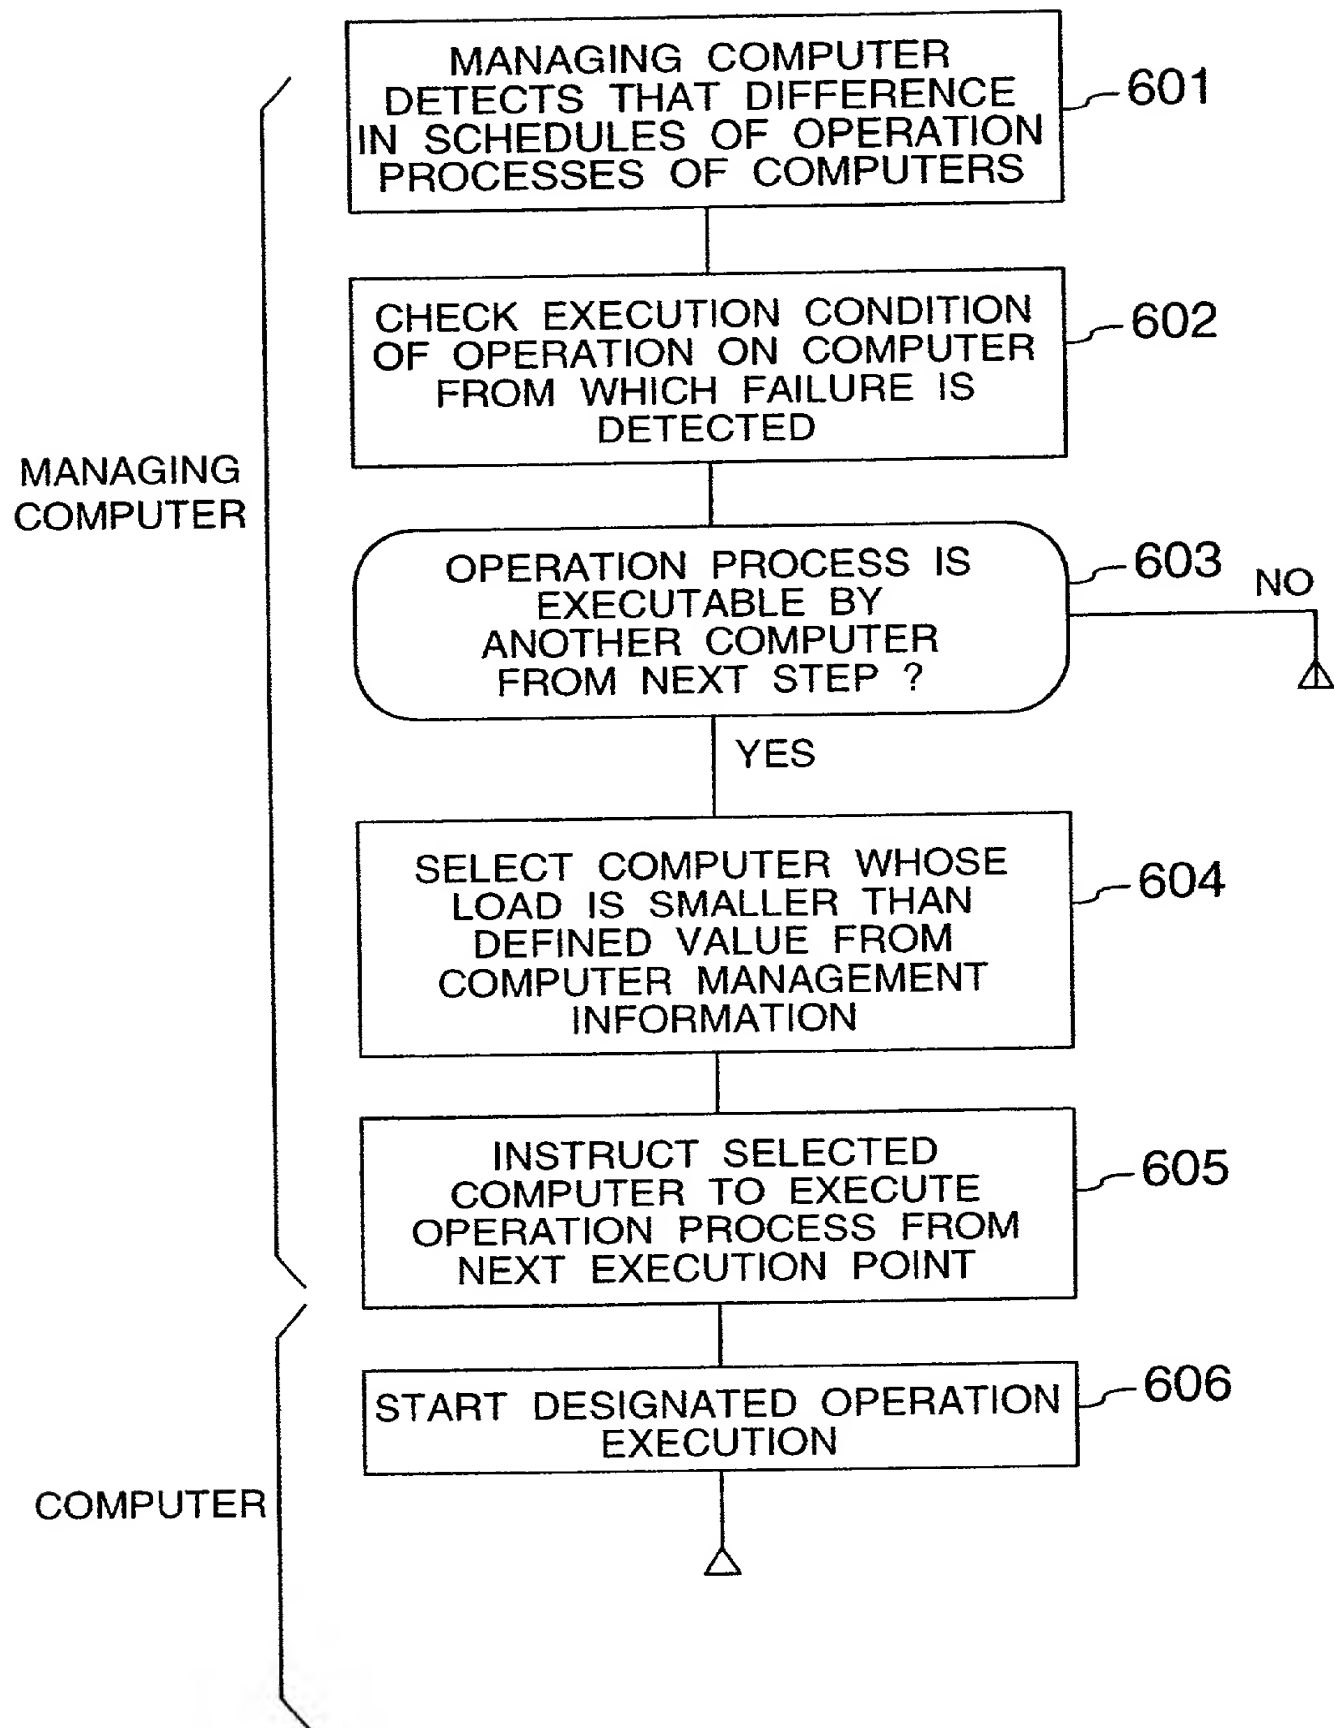 MANAGING COMPUTER
DETECTS THAT DIFFERENCE
IN SCHEDULES OF OPERATION
PROCESSES OF COMPUTERS
601
CHECK EXECUTION CONDITION
OF OPERATION ON COMPUTER
FROM WHICH FAILURE IS
DETECTED
602
MANAGING
COMPUTER
OPERATION PROCESS IS
EXECUTABLE BY
ANOTHER COMPUTER
FROM NEXT STEP ?
603
NO
YES
SELECT COMPUTER WHOSE
LOAD IS SMALLER THAN
DEFINED VALUE FROM
COMPUTER MANAGEMENT
INFORMATION
604
INSTRUCT SELECTED
COMPUTER TO EXECUTE
OPERATION PROCESS FROM
NEXT EXECUTION POINT
605
START DESIGNATED OPERATION
EXECUTION
606
COMPUTER